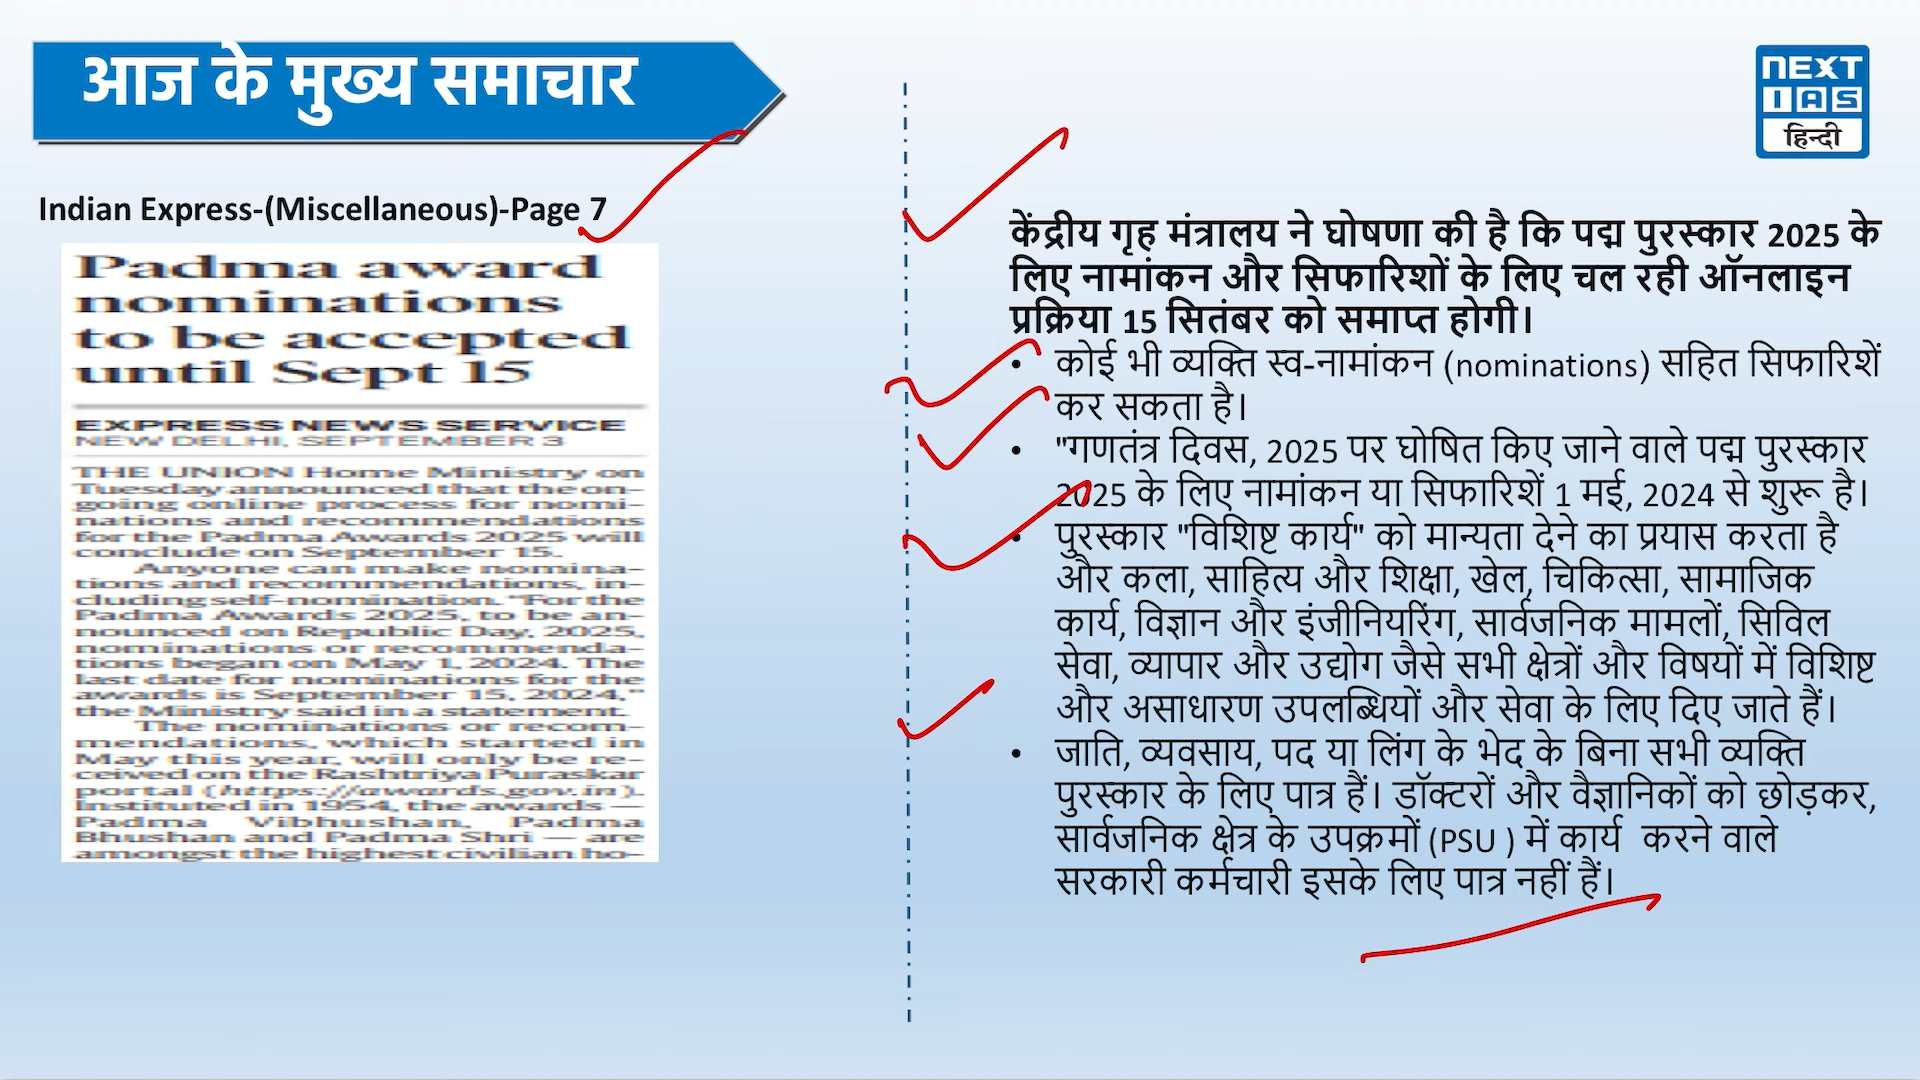 आज के मुख्य समाचार
NEXT
IAS
हिन्दी
Indian Express-(Miscellaneous)-Page 7
Padma award
nominations
to be accepted
until Sept 15
EXPRESS NEWS SERVICE
NEW DELHI, SEPTEMBER 3
THE UNION Home Ministry on
Tuesday announced that the on-
going online process for nomi-
nations and recommendations
for the Padma Awards 2025 will
conclude on September 15.
Anyone can make nomina-
tions and recommendations, in-
cluding self-nomination. "For the
Padma Awards 2025, to be an-
nounced on Republic Day, 2025,
nominations or recommenda-
tions began on May 1, 2024. The
last date for nominations for the
awards is September 15, 2024,"
the Ministry said in a statement.
The nominations or recom-
mendations, which started in
May this year, will only be re-
ceived on the Rashtriya Puraskar
portal (https://awards.gov.in).
Instituted in 1954, the awards —
Padma Vibhushan, Padma
Bhushan and Padma Shri — are
amongst the highest civilian ho-
केंद्रीय गृह मंत्रालय ने घोषणा की है कि पद्म पुरस्कार 2025 के
लिए नामांकन और सिफारिशों के लिए चल रही ऑनलाइन
प्रक्रिया 15 सितंबर को समाप्त होगी।
• कोई भी व्यक्ति स्व-नामांकन (nominations) सहित सिफारिशें
कर सकता है।
• "गणतंत्र दिवस, 2025 पर घोषित किए जाने वाले पद्म पुरस्कार
2025 के लिए नामांकन या सिफारिशें 1 मई, 2024 से शुरू है।
• पुरस्कार "विशिष्ट कार्य" को मान्यता देने का प्रयास करता है
और कला, साहित्य और शिक्षा, खेल, चिकित्सा, सामाजिक
कार्य, विज्ञान और इंजीनियरिंग, सार्वजनिक मामलों, सिविल
सेवा, व्यापार और उद्योग जैसे सभी क्षेत्रों और विषयों में विशिष्ट
और असाधारण उपलब्धियों और सेवा के लिए दिए जाते हैं।
• जाति, व्यवसाय, पद या लिंग के भेद के बिना सभी व्यक्ति
पुरस्कार के लिए पात्र हैं। डॉक्टरों और वैज्ञानिकों को छोड़कर,
सार्वजनिक क्षेत्र के उपक्रमों (PSU ) में कार्य करने वाले
सरकारी कर्मचारी इसके लिए पात्र नहीं हैं।